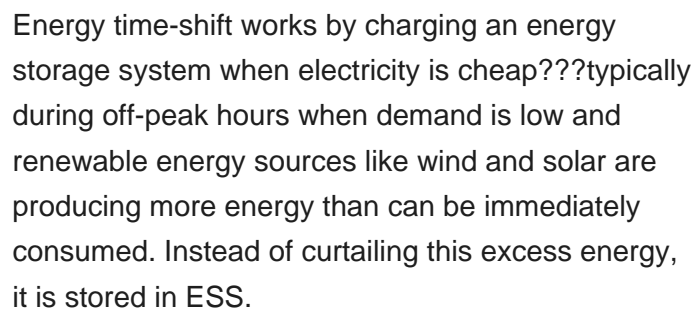 Energy time-shift works by charging an energy
storage system when electricity is cheap???typically
during off-peak hours when demand is low and
renewable energy sources like wind and solar are
producing more energy than can be immediately
consumed. Instead of curtailing this excess energy,
it is stored in ESS.